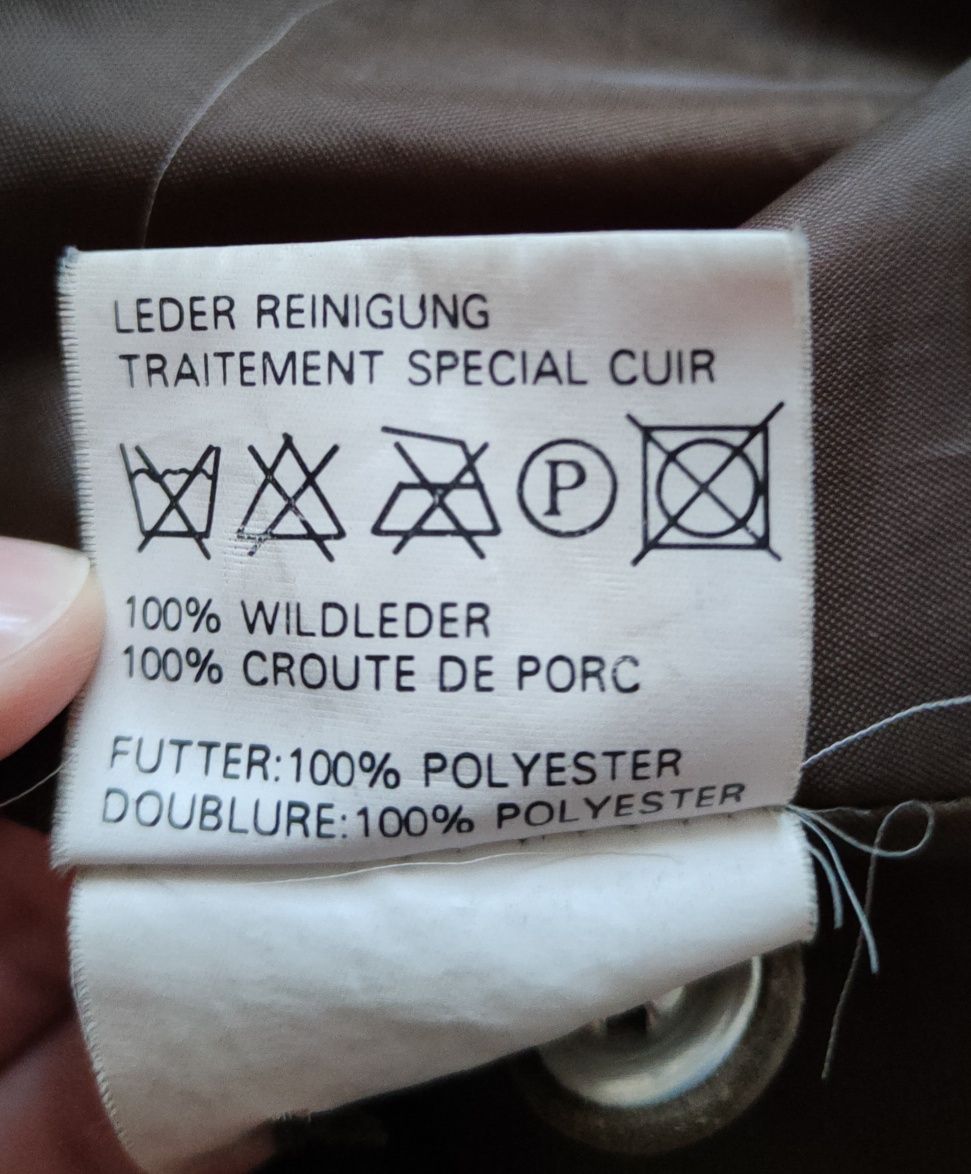 LEDER REINIGUNG
TRAITEMENT SPECIAL CUIR
P
100% WILDLEDER
100% CROUTE DE PORC
FUTTER:100% POLYESTER
DOUBLURE:100% POLYESTER